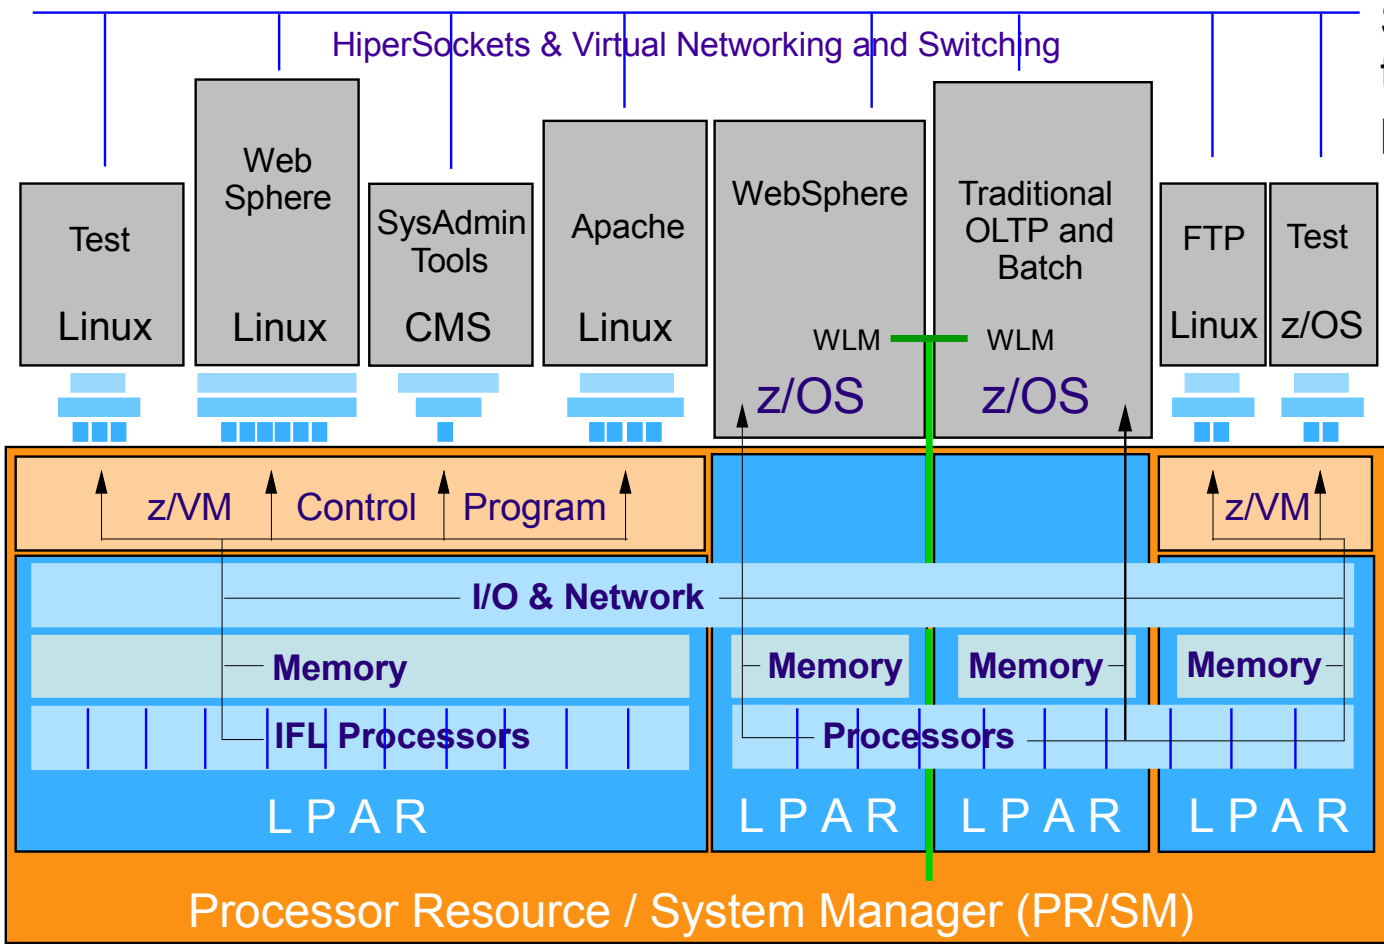 HiperSockets & Virtual Networking and Switching
Test
Linux
Web
Sphere
Linux
SysAdmin
Tools
CMS
Apache
Linux
WebSphere
WLM
z/OS
Traditional
OLTP and
Batch
WLM
z/OS
FTP
Linux
Test
z/OS
z/VM Control Program
z/VM
I/O & Network
Memory
Memory
Memory
Memory
IFL Processors
Processors
L P A R
L P A R
L P A R
L P A R
Processor Resource / System Manager (PR/SM)